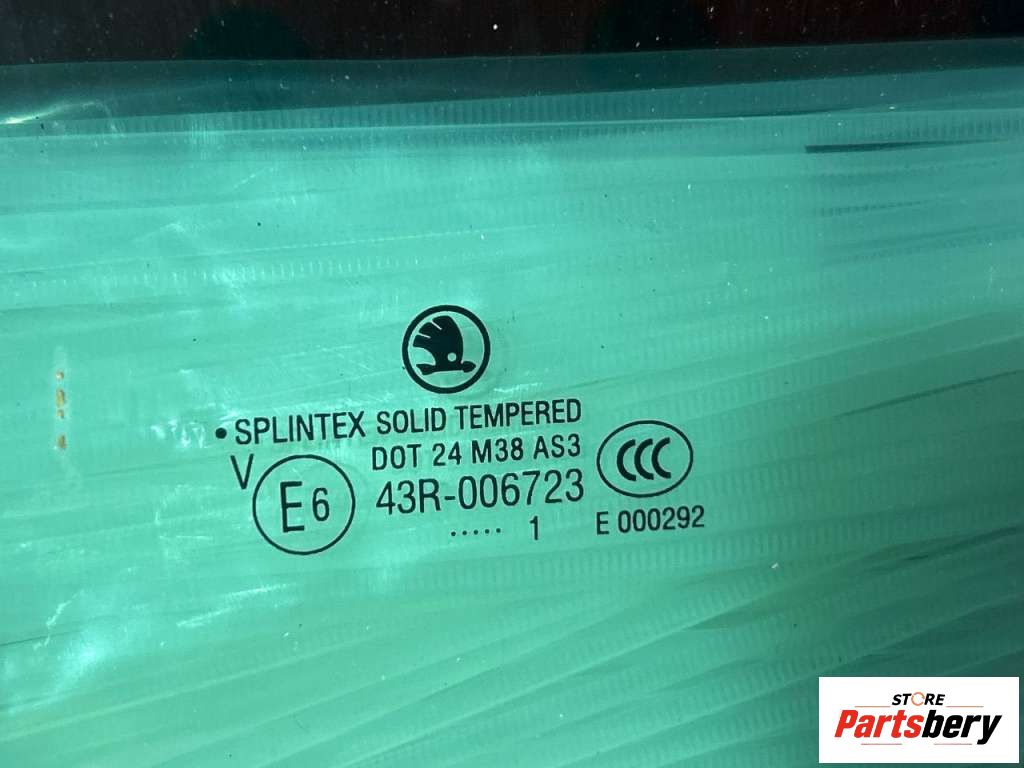 • SPLINTEX SOLID TEMPERED
DOT 24 M38 AS3
V
E6
43R-006723
CCC
..... 1
E 000292
STORE
Partsbery